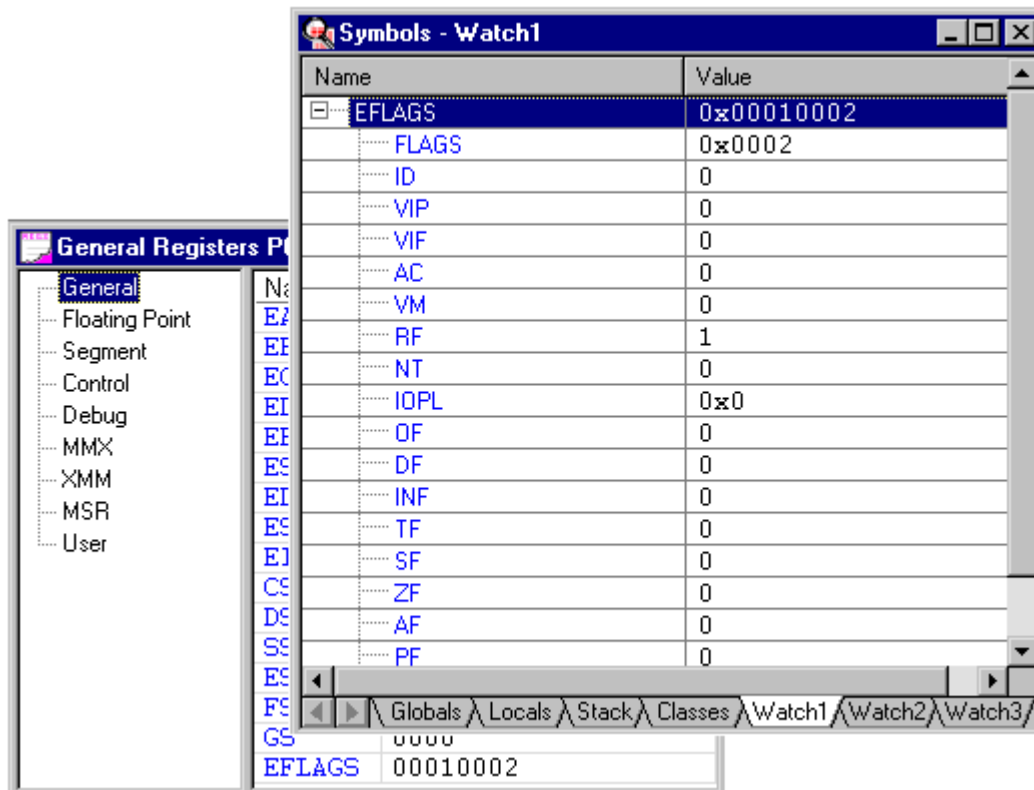 Symbols - Watch1
Name Value
EFLAGS 0x00010002
FLAGS 0x0002
ID 0
VIP 0
VIF 0
AC 0
VM 0
RF 1
NT 0
IOPL 0x0
OF 0
DF 0
INF 0
TF 0
SF 0
ZF 0
AF 0
PF 0
Globals Locals Stack Classes Watch1 Watch2 Watch3
General Registers
General
Floating Point
Segment
Control
Debug
MMX
XMM
MSR
User
GS 0000
EFLAGS 00010002